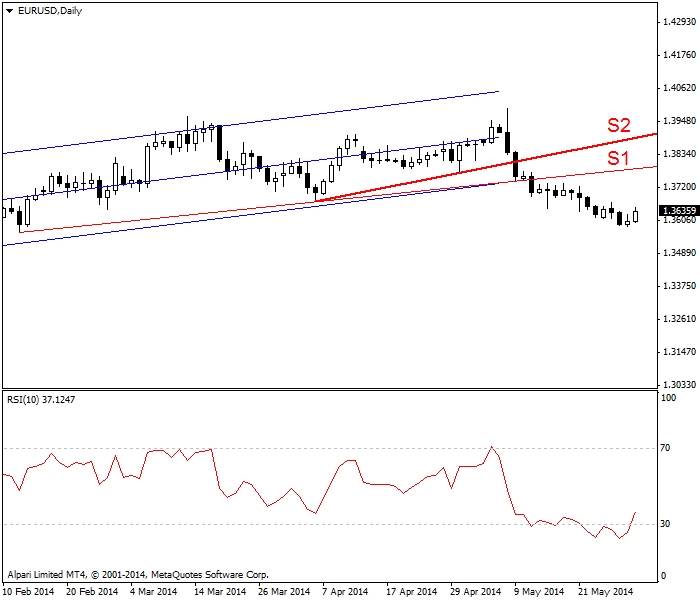 EURUSD,Daily
1.42930
1.41760
1.40620
1.39480
1.38340
1.37200
1.36359
1.36060
1.34890
1.33750
1.32610
1.31470
1.30330
S2
S1
RSI(10) 37.1247
100
70
30
0
Alpari Limited MT4, © 2001-2014, MetaQuotes Software Corp.
10 Feb 2014 20 Feb 2014 4 Mar 2014 14 Mar 2014 26 Mar 2014 7 Apr 2014 17 Apr 2014 29 Apr 2014 9 May 2014 21 May 2014